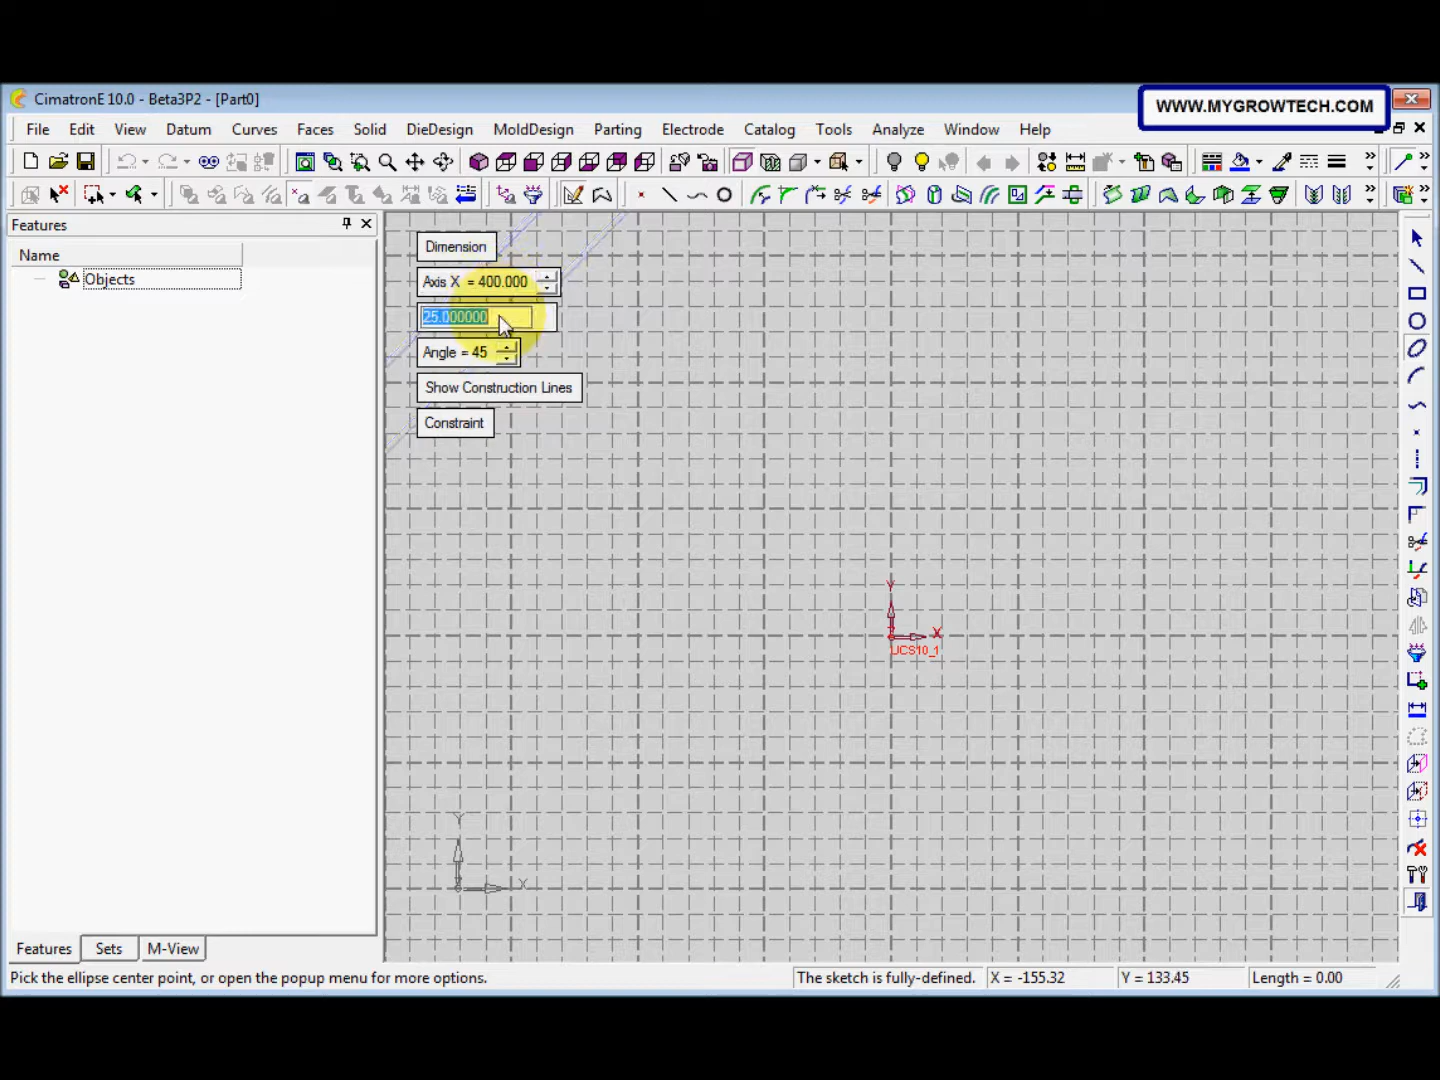 CimatronE 10.0 - Beta3P2 - [Part0]
WWW.MYGROWTECH.COM
File Edit View Datum Curves Faces Solid DieDesign MoldDesign Parting Electrode Catalog Tools Analyze Window Help
Features
Name
Objects
Dimension
Axis X = 400.000
25.000000
Angle = 45
Show Construction Lines
Constraint
Y
X
UCS10_1
Y
X
Features Sets M-View
Pick the ellipse center point, or open the popup menu for more options.
The sketch is fully-defined. X = -155.32 Y = 133.45 Length = 0.00